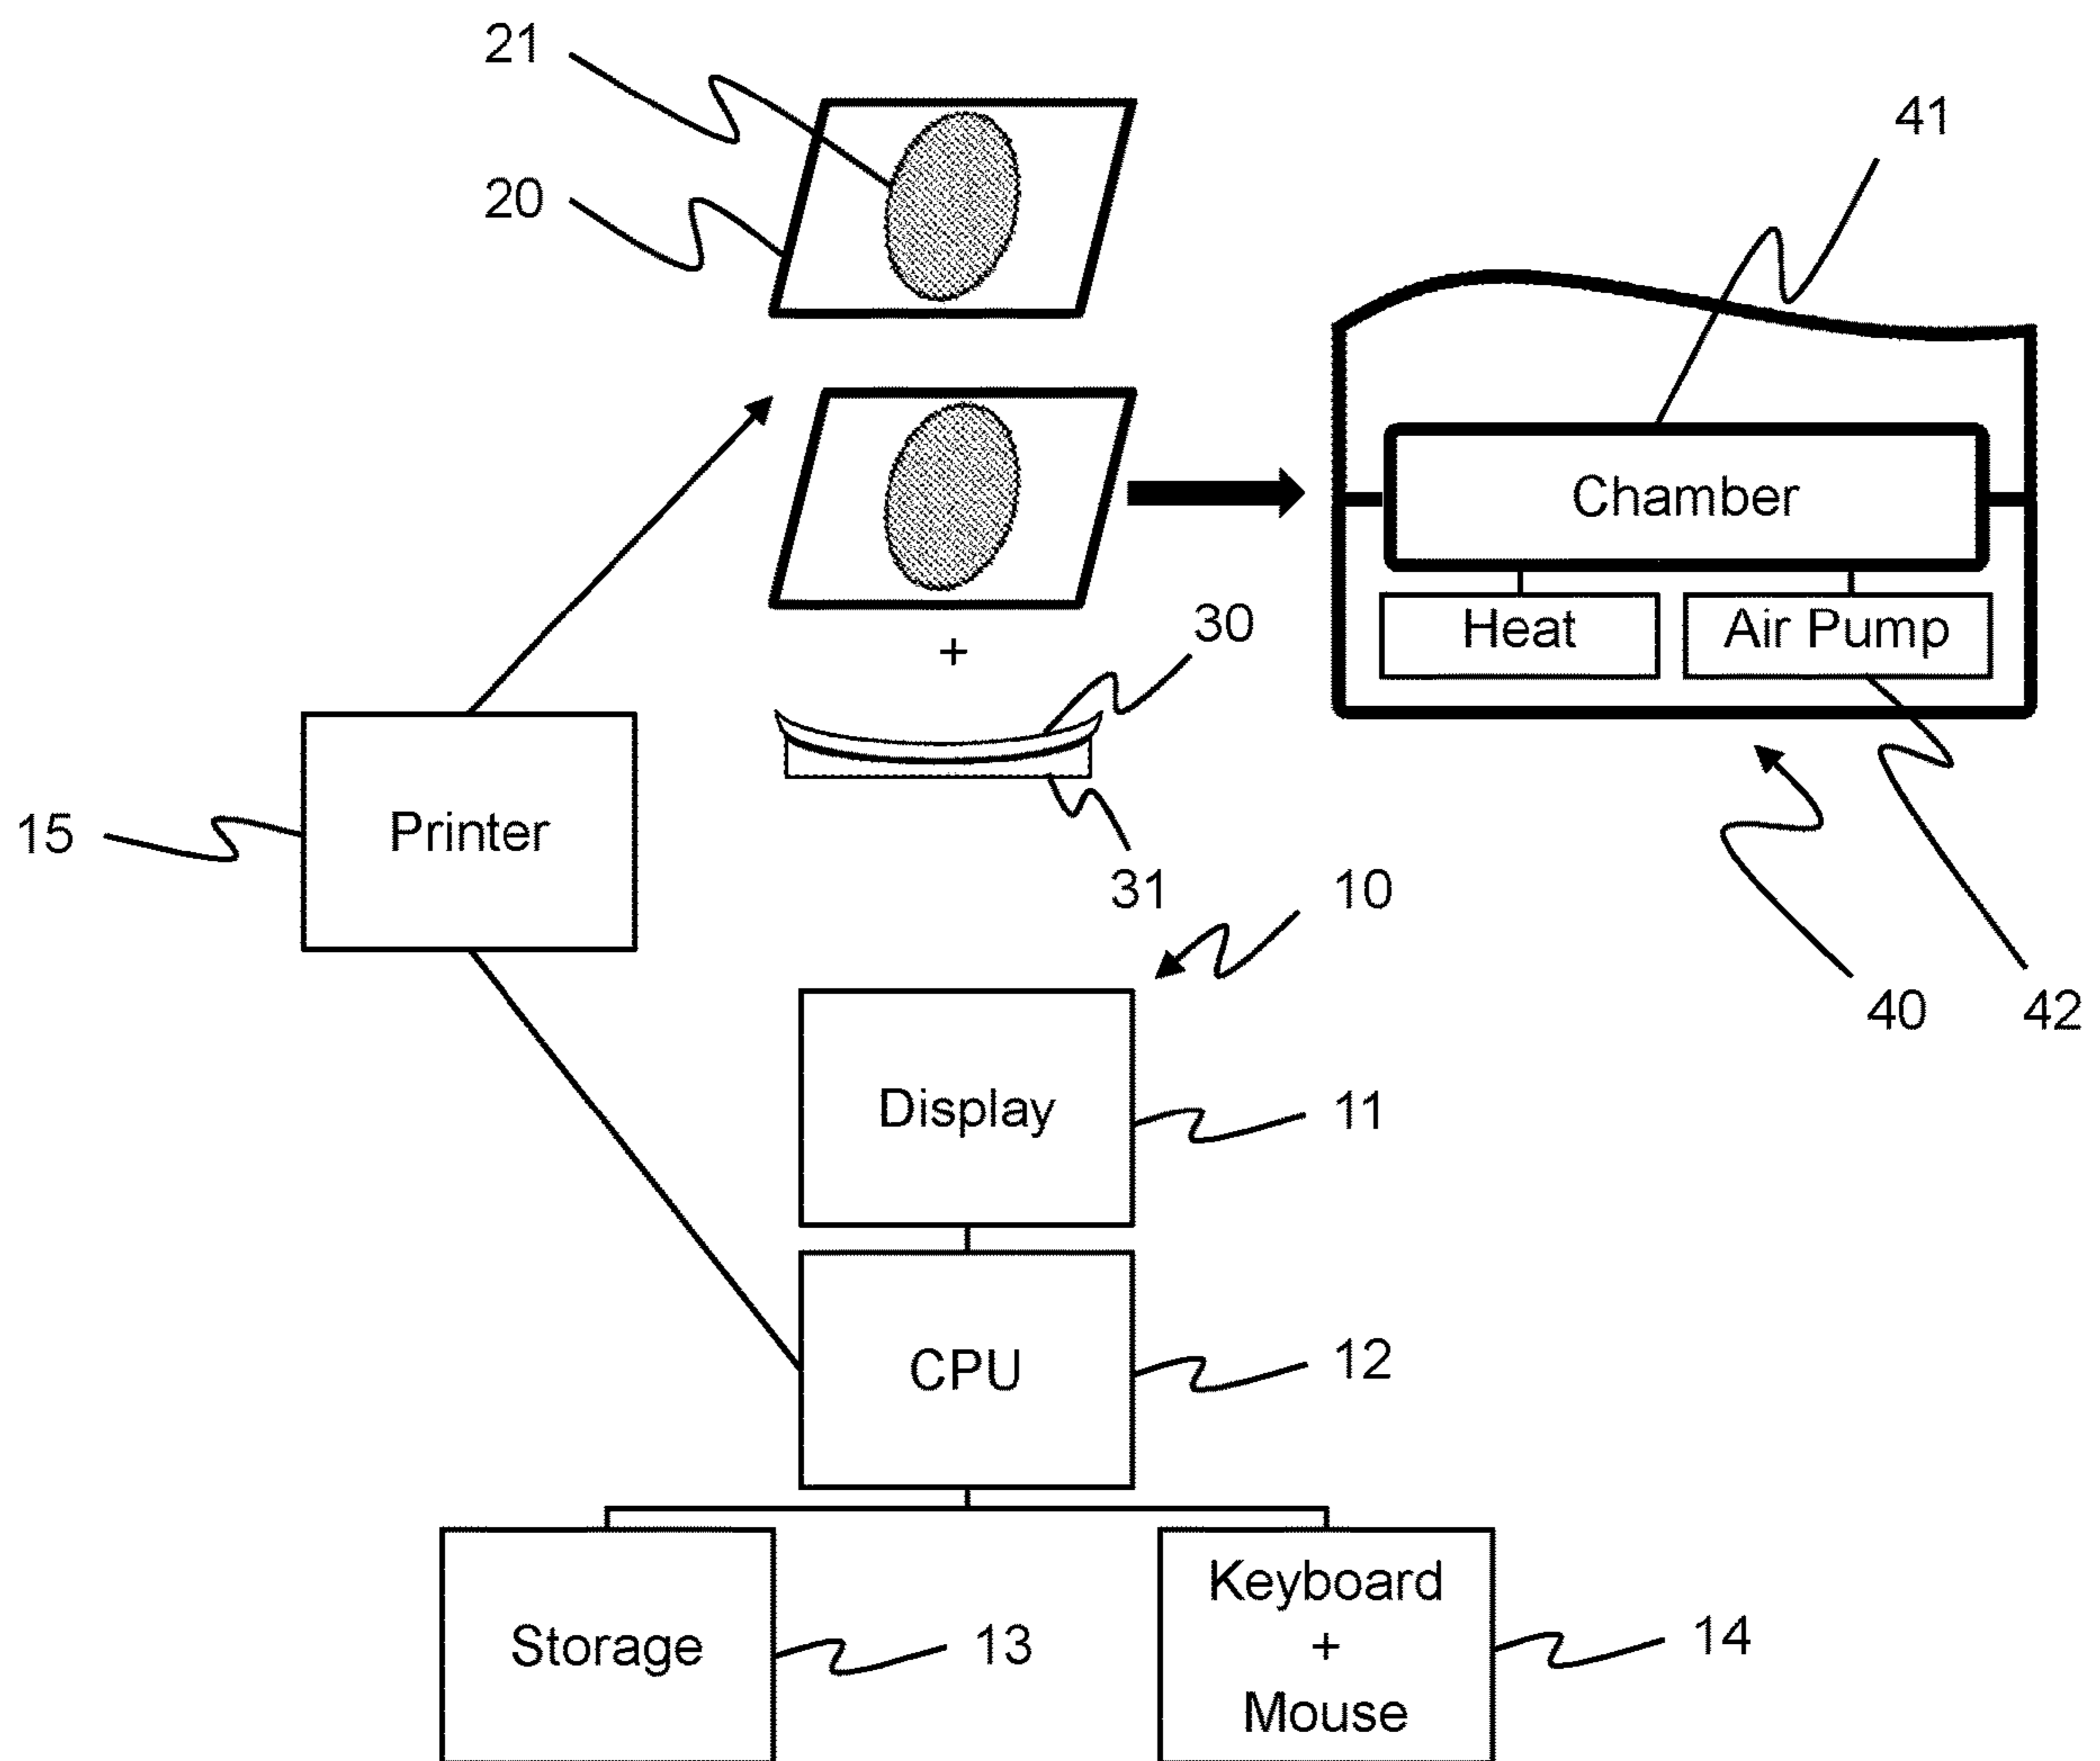 21
41
20
Chamber
Heat
Air Pump
30
+
15
Printer
31
10
40
42
Display
11
CPU
12
Storage
13
Keyboard
+
Mouse
14